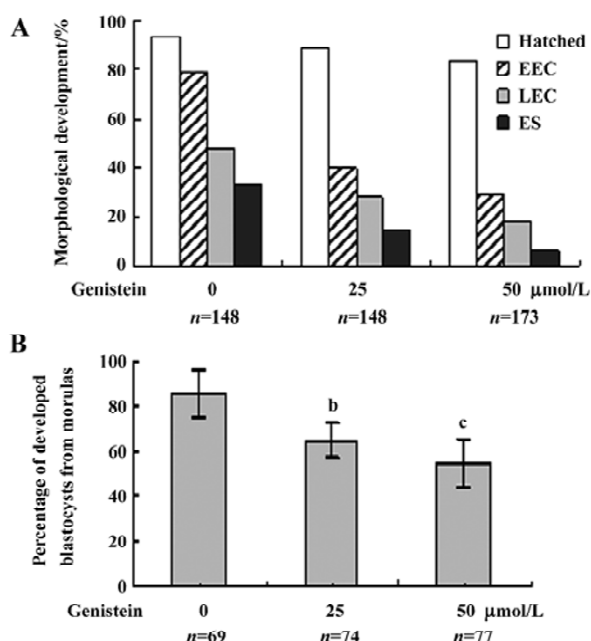 A
Morphological development/%
100
80
60
40
20
0
Hatched
EEC
LEC
ES
Genistein 0 25 50 μmol/L
n=148 n=148 n=173
B
Percentage of developed
blastocysts from morulas
100
80
60
40
20
0
b
c
Genistein 0 25 50 μmol/L
n=69 n=74 n=77